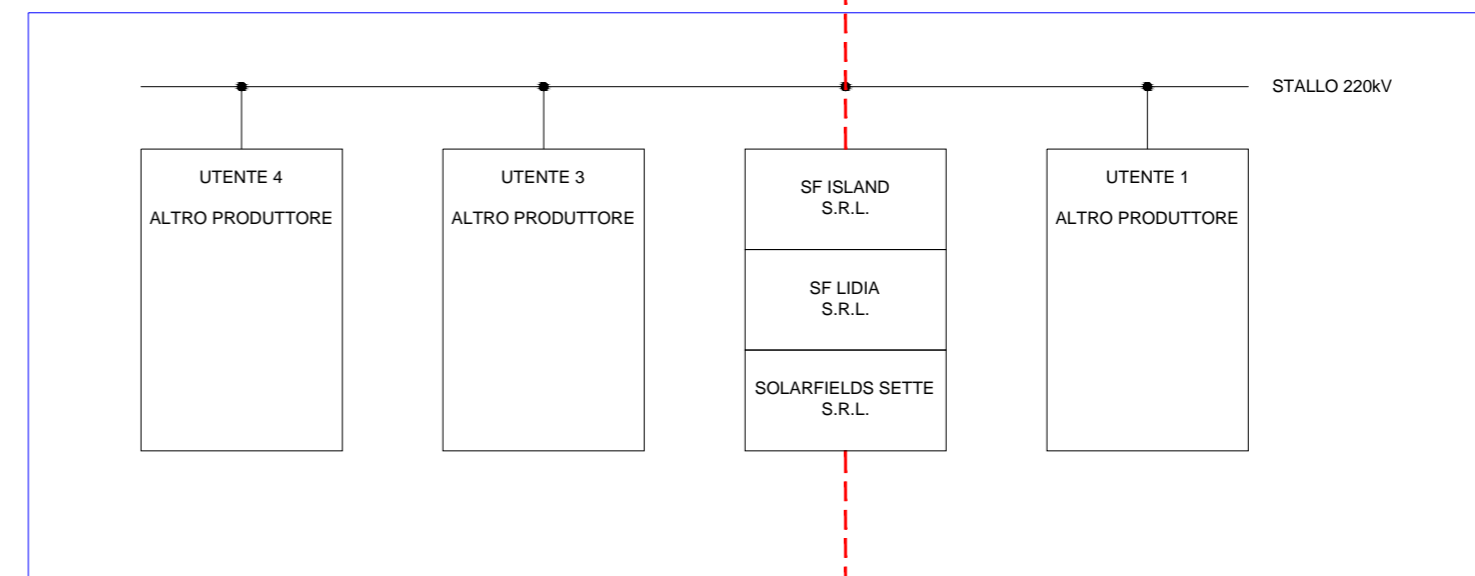 STALLO 220kV
UTENTE 4
ALTRO PRODUTTORE
UTENTE 3
ALTRO PRODUTTORE
SF ISLAND
S.R.L.
SF LIDIA
S.R.L.
SOLARFIELDS SETTE
S.R.L.
UTENTE 1
ALTRO PRODUTTORE